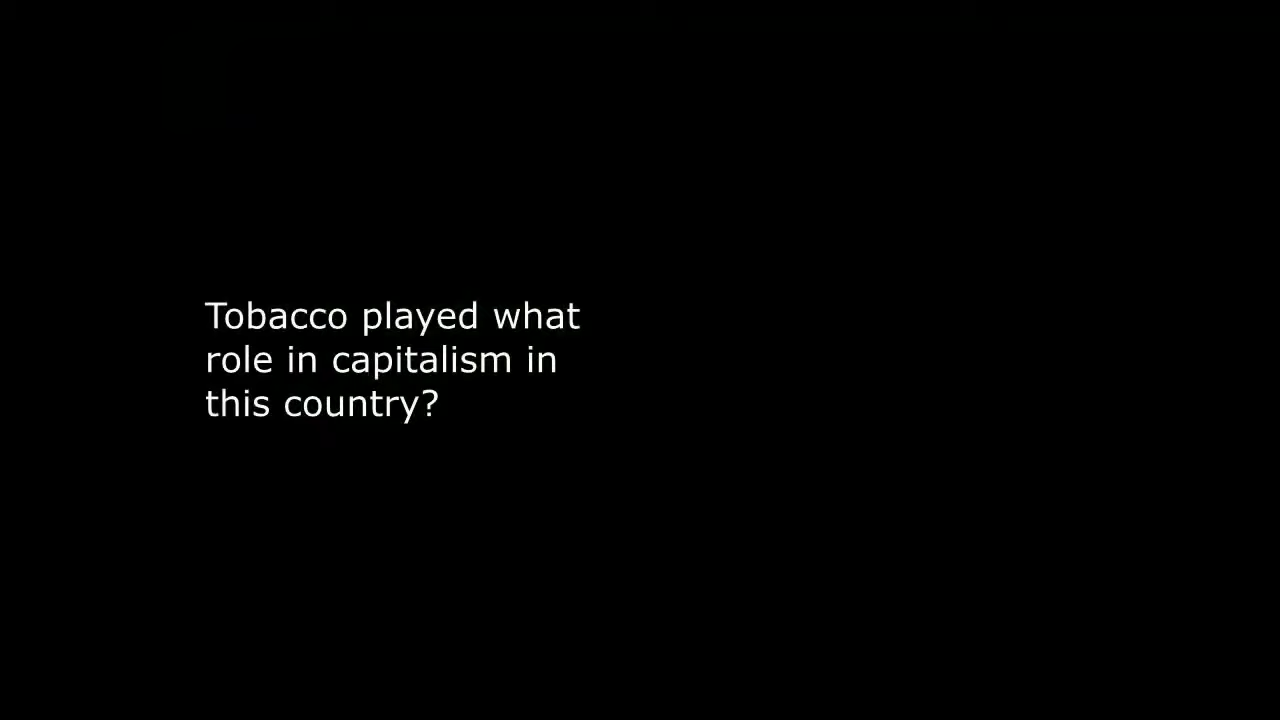 Tobacco played what
role in capitalism in
this country?